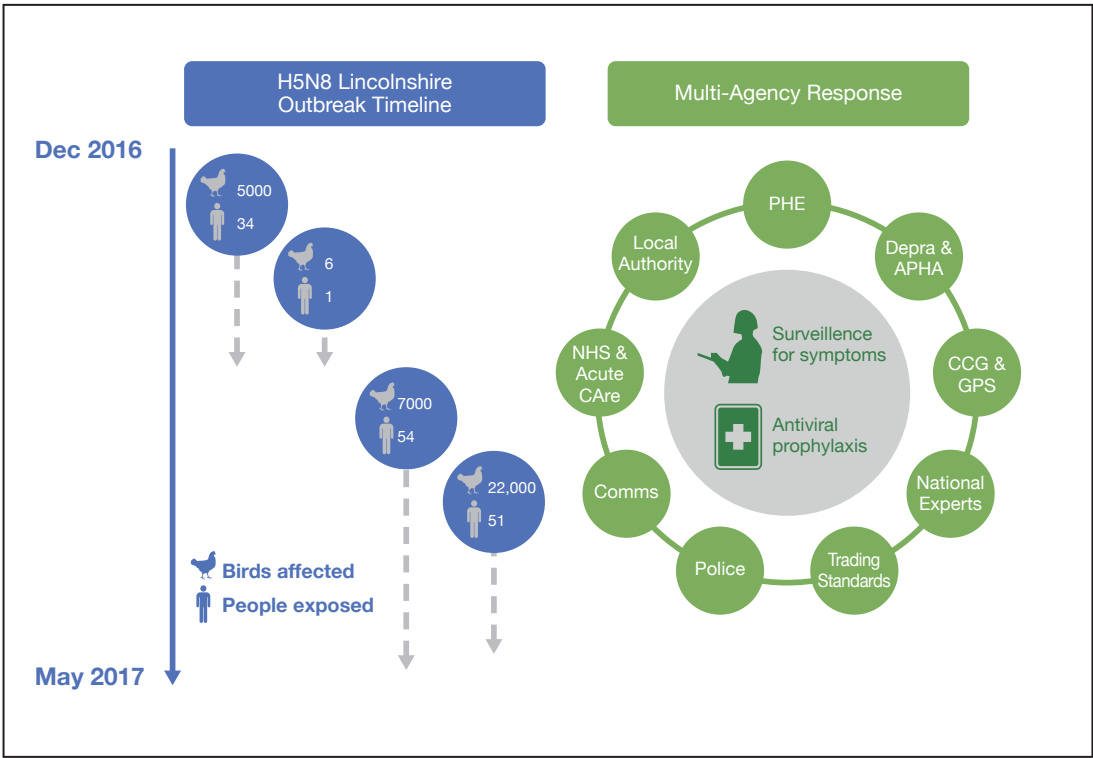 H5N8 Lincolnshire
Outbreak Timeline
Multi-Agency Response
Dec 2016
5000
34
6
1
7000
54
22,000
51
Birds affected
People exposed
May 2017
PHE
Depra &
APHA
CCG &
GPS
National
Experts
Trading
Standards
Police
Comms
NHS &
Acute
CAre
Local
Authority
Surveillence
for symptoms
Antiviral
prophylaxis